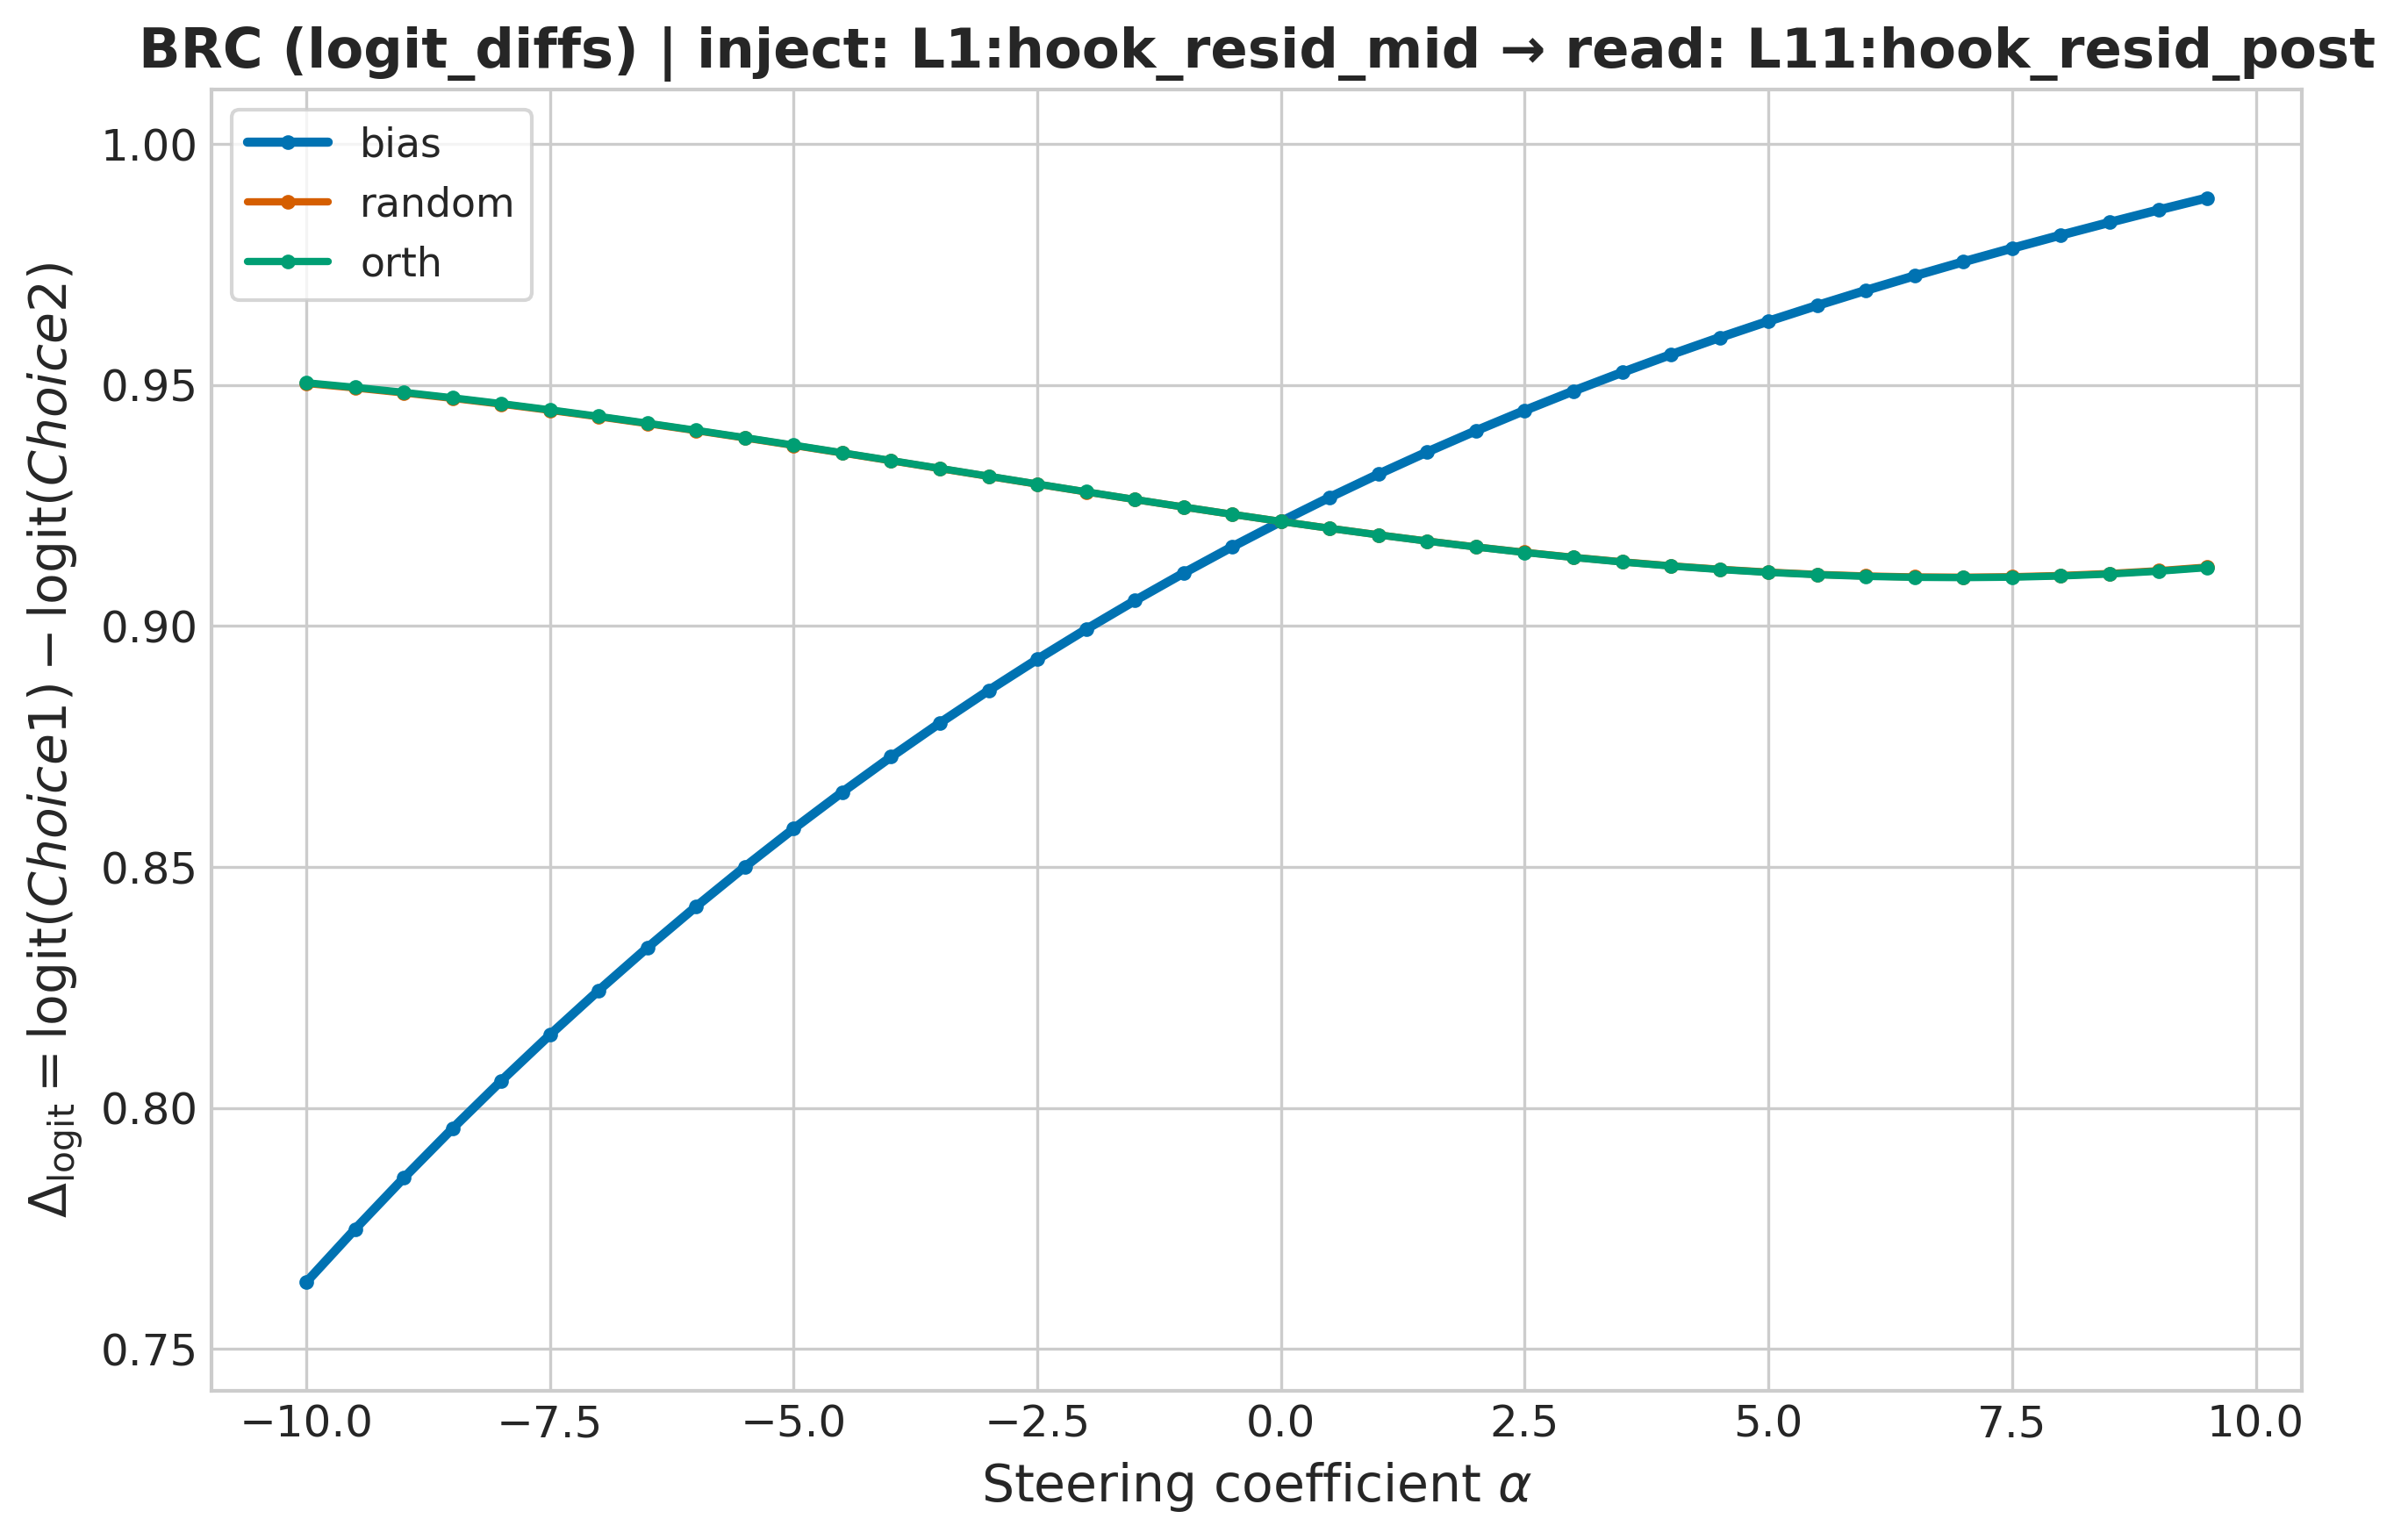 BRC (logit_diffs) | inject: L1:hook_resid_mid → read: L11:hook_resid_post
bias
random
orth
Δlogit = logit(Choice1) − logit(Choice2)
1.00
0.95
0.90
0.85
0.80
0.75
−10.0 −7.5 −5.0 −2.5 0.0 2.5 5.0 7.5 10.0
Steering coefficient α